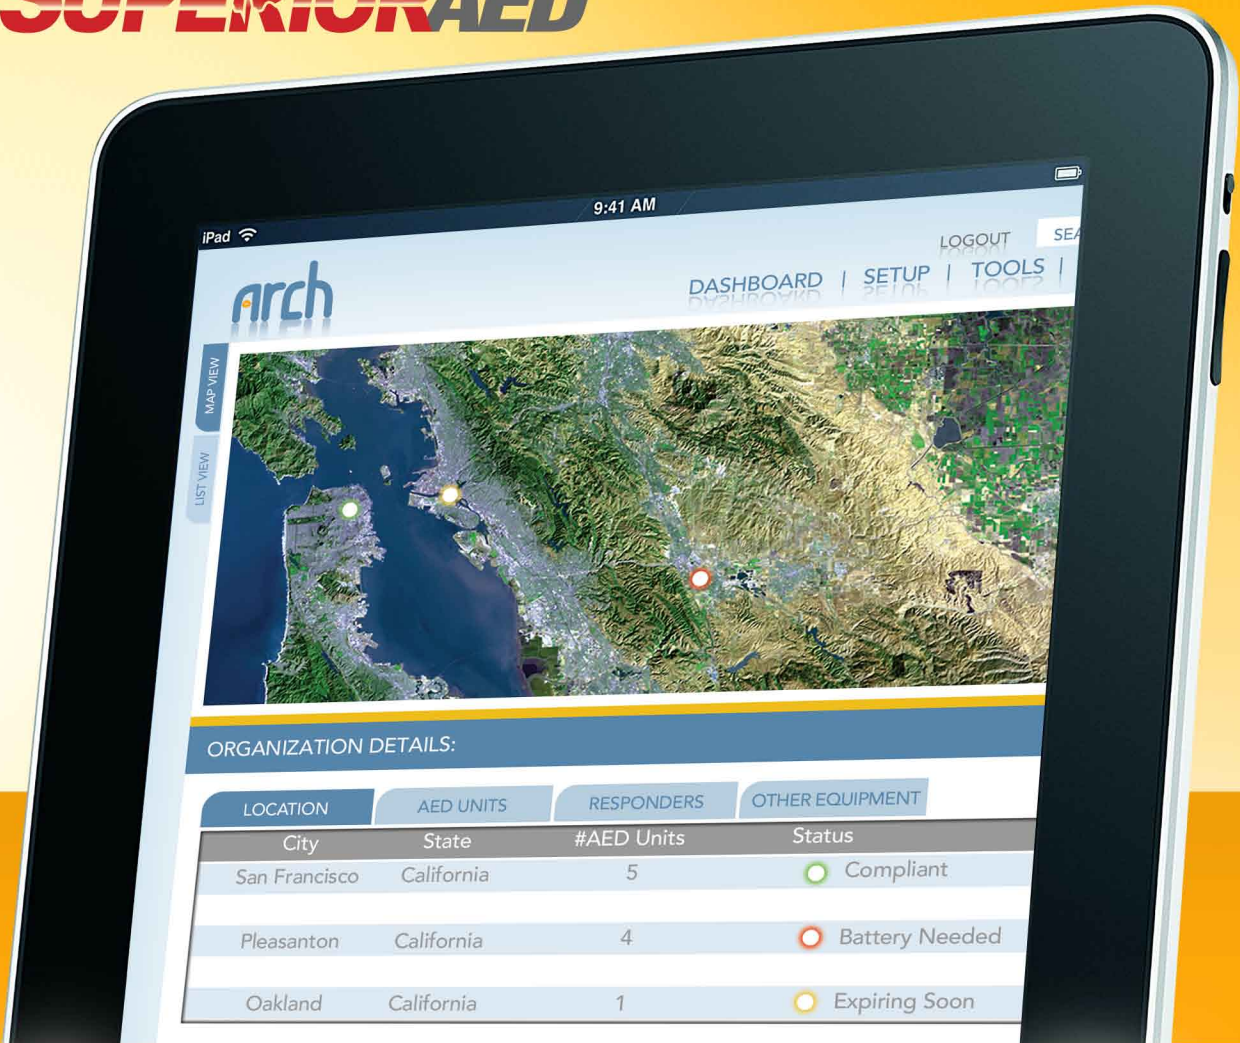 SUPERIORAED
iPad
9:41 AM
LOGOUT
arch
DASHBOARD | SETUP | TOOLS |
MAP VIEW
LIST VIEW
ORGANIZATION DETAILS:
LOCATION AED UNITS RESPONDERS OTHER EQUIPMENT
City State #AED Units Status
San Francisco California 5 Compliant
Pleasanton California 4 Battery Needed
Oakland California 1 Expiring Soon